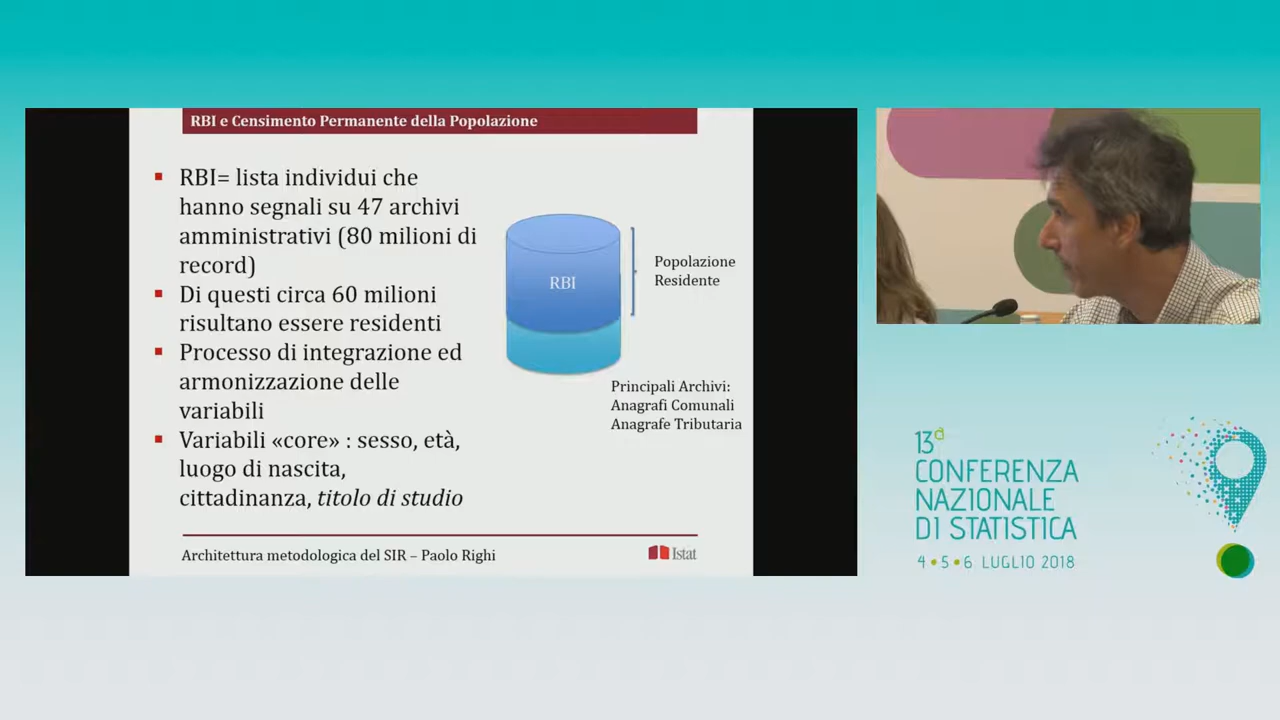 RBI e Censimento Permanente della Popolazione
RBI= lista individui che
hanno segnali su 47 archivi
amministrativi (80 milioni di
record)
Di questi circa 60 milioni
risultano essere residenti
Processo di integrazione ed
armonizzazione delle
variabili
Variabili «core» : sesso, età,
luogo di nascita,
cittadinanza, titolo di studio
RBI
Popolazione
Residente
Principali Archivi:
Anagrafi Comunali
Anagrafe Tributaria
Architettura metodologica del SIR – Paolo Righi
Istat
13a
CONFERENZA
NAZIONALE
DI STATISTICA
4•5•6 LUGLIO 2018